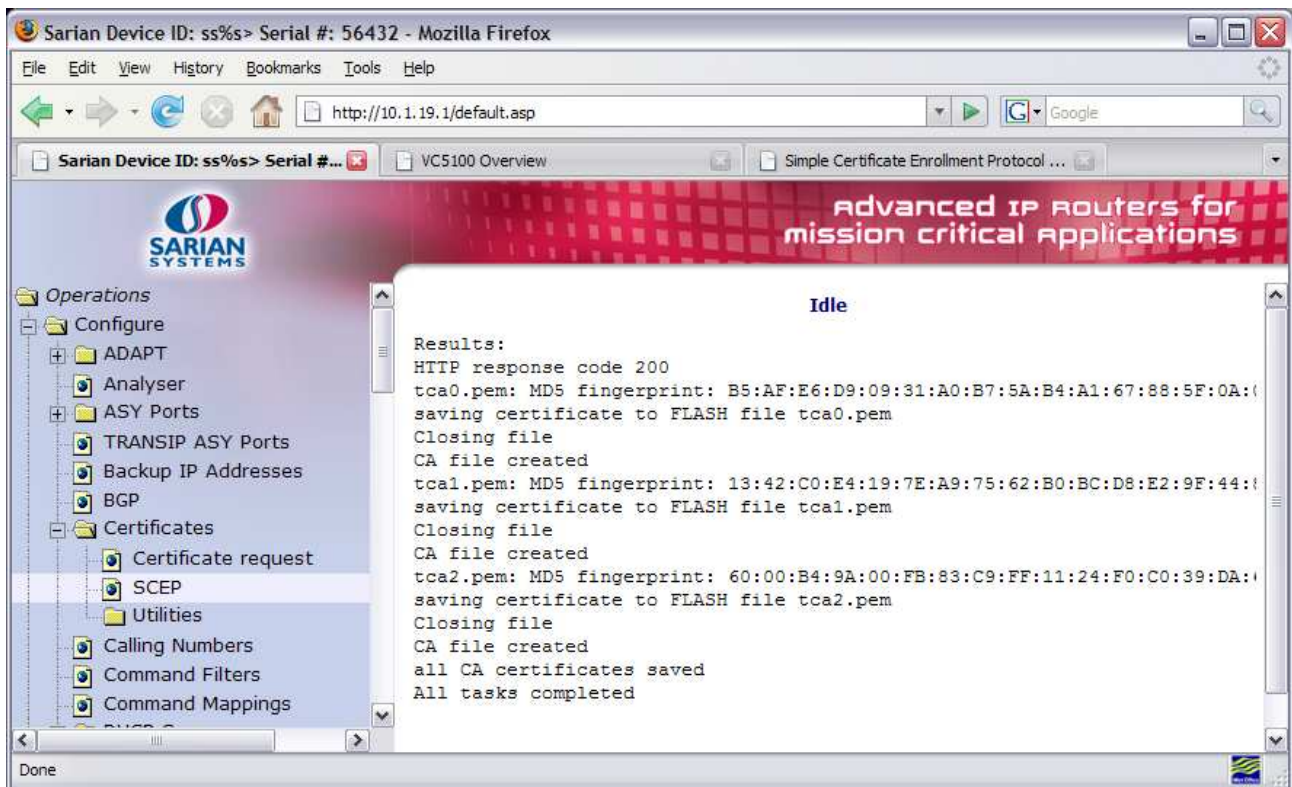 Sarian Device ID: ss%s> Serial #: 56432 - Mozilla Firefox
File Edit View History Bookmarks Tools Help
http://10.1.19.1/default.asp
Google
Sarian Device ID: ss%s> Serial #...
VC5100 Overview
Simple Certificate Enrollment Protocol ...
SARIAN
SYSTEMS
Advanced IP Routers for
mission critical Applications
Operations
Configure
ADAPT
Analyser
ASY Ports
TRANSIP ASY Ports
Backup IP Addresses
BGP
Certificates
Certificate request
SCEP
Utilities
Calling Numbers
Command Filters
Command Mappings
Idle
Results:
HTTP response code 200
tca0.pem: MD5 fingerprint: B5:AF:E6:D9:09:31:A0:B7:5A:B4:A1:67:88:5F:0A:
saving certificate to FLASH file tca0.pem
Closing file
CA file created
tca1.pem: MD5 fingerprint: 13:42:C0:E4:19:7E:A9:75:62:B0:BC:D8:E2:9F:44:
saving certificate to FLASH file tca1.pem
Closing file
CA file created
tca2.pem: MD5 fingerprint: 60:00:B4:9A:00:FB:83:C9:FF:11:24:F0:C0:39:DA:
saving certificate to FLASH file tca2.pem
Closing file
CA file created
all CA certificates saved
All tasks completed
Done